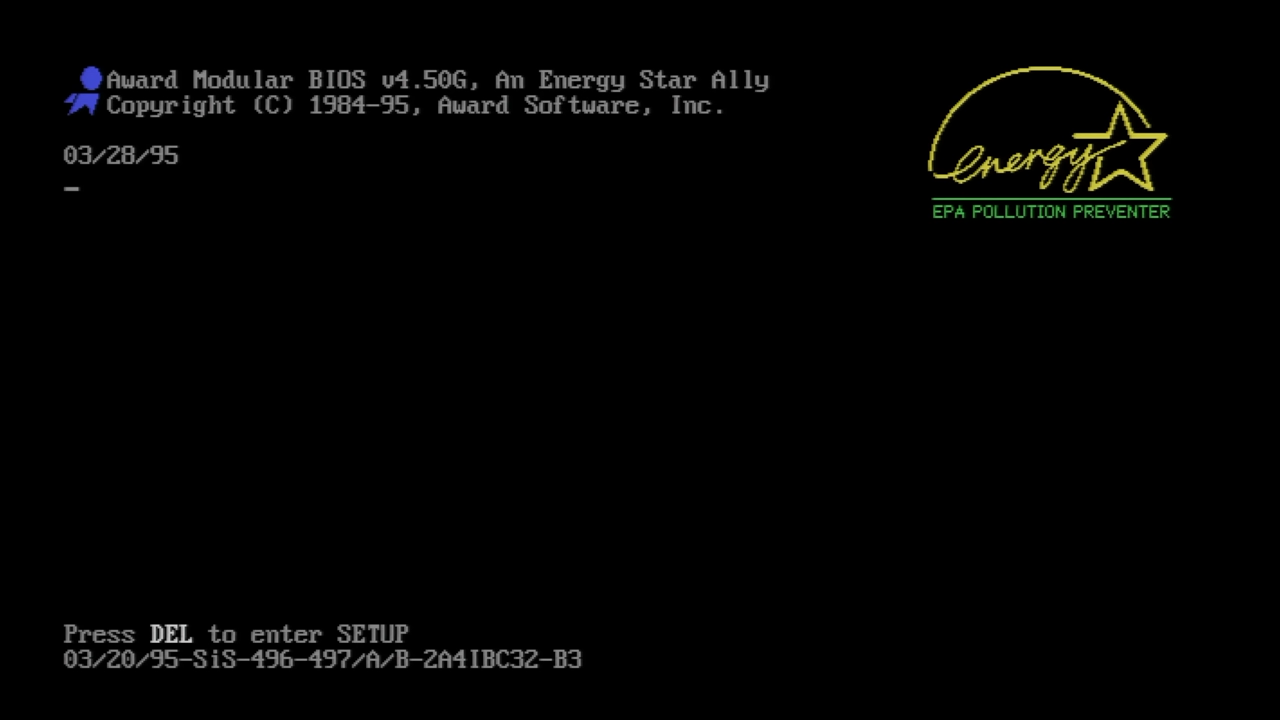 Award Modular BIOS v4.50G, An Energy Star Ally
Copyright (C) 1984-95, Award Software, Inc.
03/28/95
energy
EPA POLLUTION PREVENTER
Press DEL to enter SETUP
03/20/95-SiS-496-497/A/B-2A4IBC32-B3